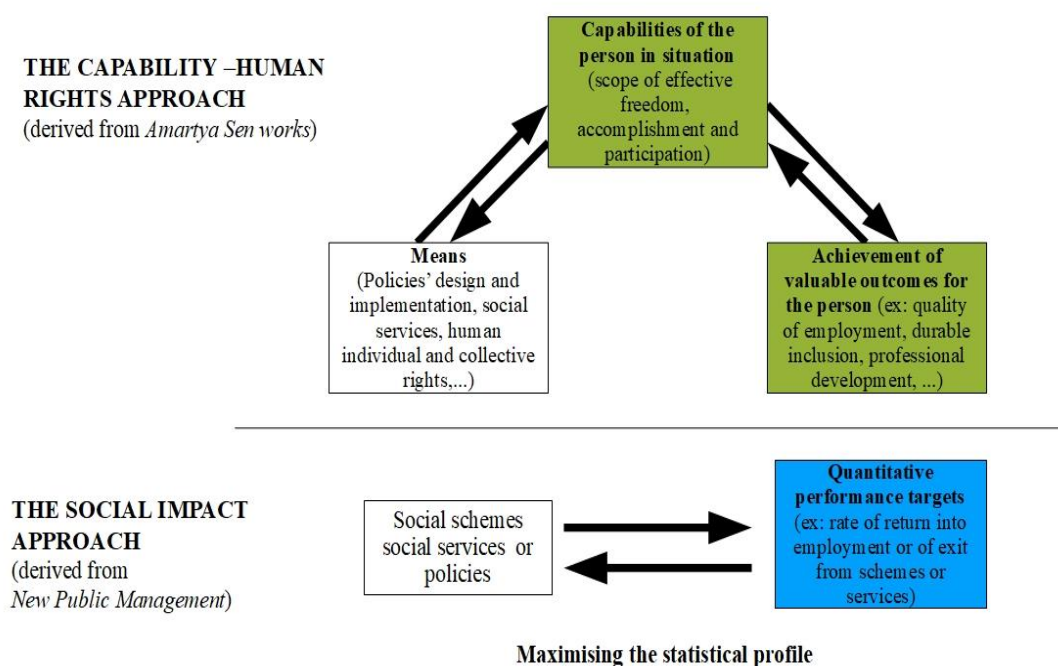 THE CAPABILITY –HUMAN
RIGHTS APPROACH
(derived from Amartya Sen works)
Capabilities of the
person in situation
(scope of effective
freedom,
accomplishment and
participation)
Means
(Policies’ design and
implementation, social
services, human
individual and collective
rights,...)
Achievement of
valuable outcomes for
the person (ex: quality
of employment, durable
inclusion, professional
development, ...)
THE SOCIAL IMPACT
APPROACH
(derived from
New Public Management)
Social schemes
social services or
policies
Quantitative
performance targets
(ex: rate of return into
employment or of exit
from schemes or
services)
Maximising the statistical profile